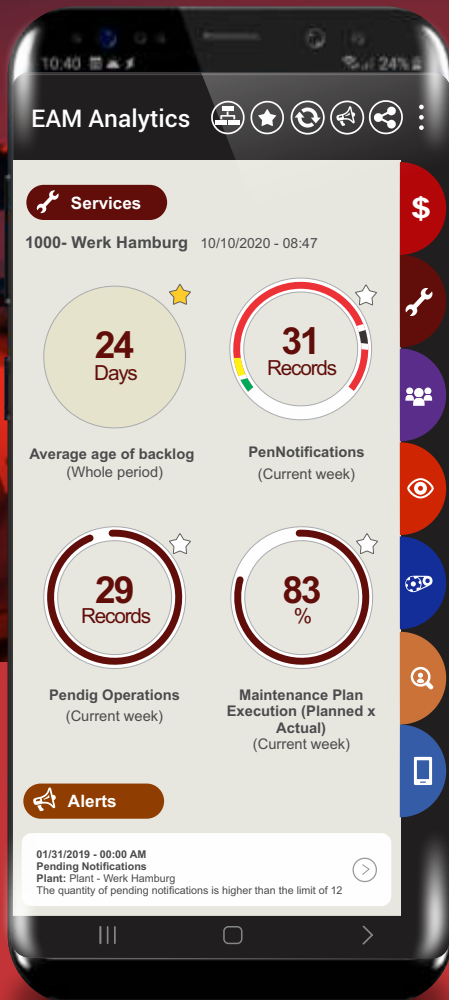 10:40
24%
EAM Analytics
Services
1000- Werk Hamburg 10/10/2020 - 08:47
24
Days
31
Records
Average age of backlog
(Whole period)
PenNotifications
(Current week)
29
Records
83
%
Pendig Operations
(Current week)
Maintenance Plan
Execution (Planned x
Actual)
(Current week)
Alerts
01/31/2019 - 00:00 AM
Pending Notifications
Plant: Plant - Werk Hamburg
The quantity of pending notifications is higher than the limit of 12
$